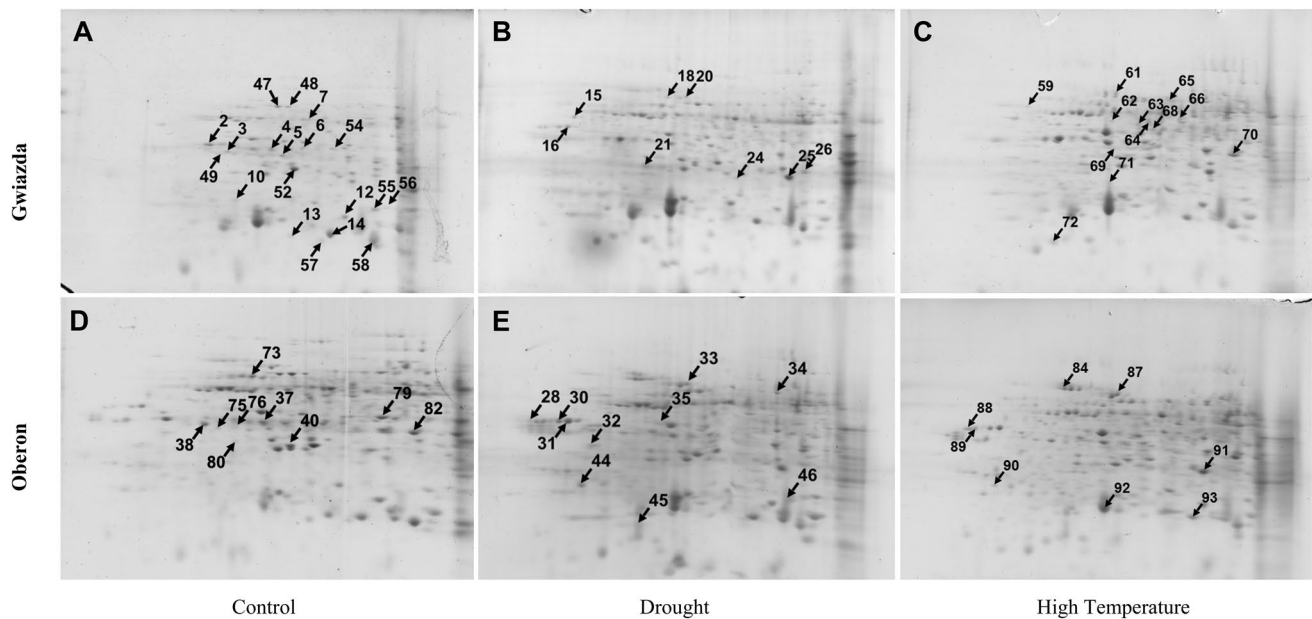 A
B
C
47 48 7
2 3 4 5 6 54
49 10 52 12 55 56
13 14
57 58
18 20
15
16 21 24 25 26
59 61 65
62 63 68 66
64 70
69 71
72
Gwiazda
D
E
73
75 76 37 79 82
38 40
80
33 34
28 30 35
31 32
44 46
45
84 87
88
89 91
90
92 93
Oberon
Control
Drought
High Temperature